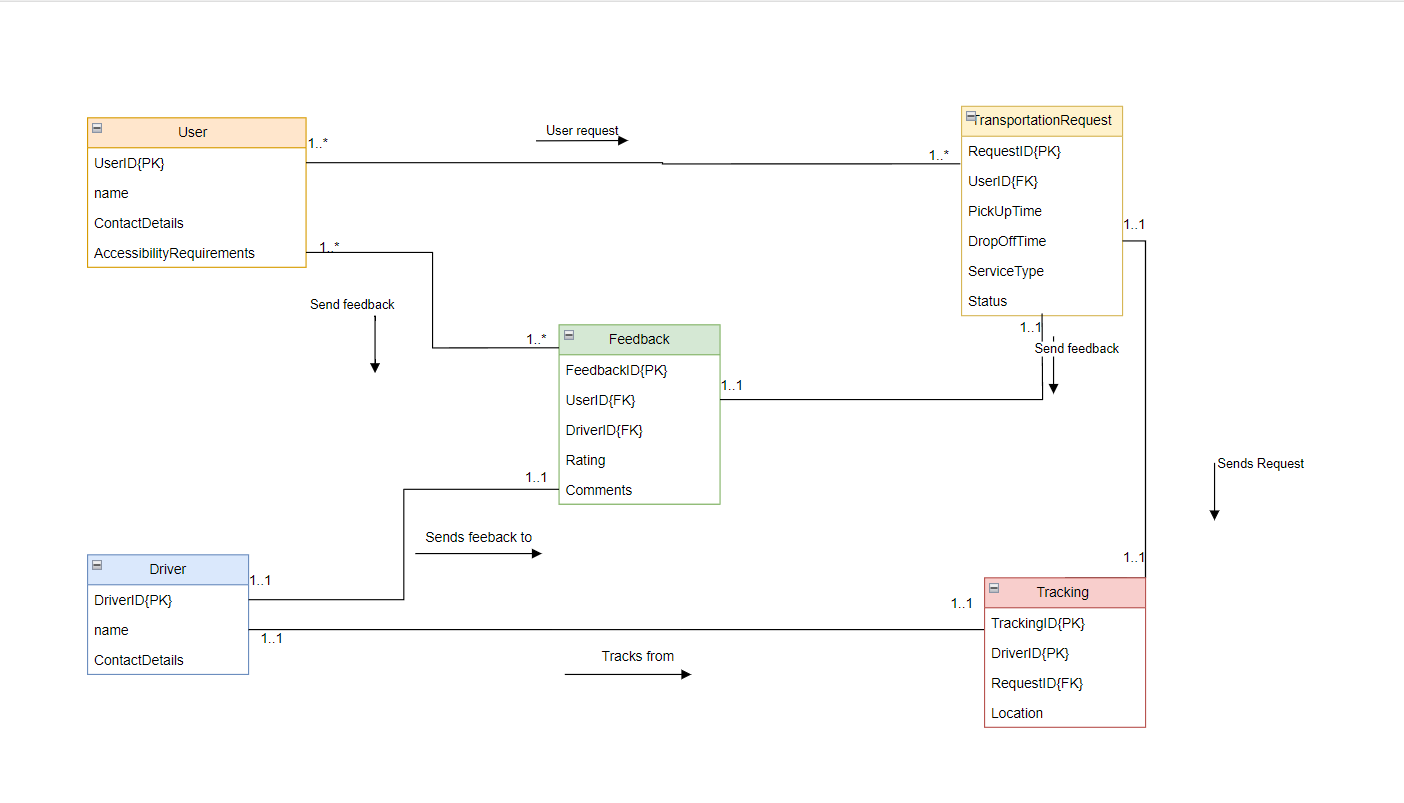 User
UserID{PK}
name
ContactDetails
AccessibilityRequirements
1..*
User request
1..*
TransportationRequest
RequestID{PK}
UserID{FK}
PickUpTime
DropOffTime
ServiceType
Status
1..1
1..*
Send feedback
1..*
Feedback
FeedbackID{PK}
UserID{FK}
DriverID{FK}
Rating
Comments
1..1
1..1
Send feedback
Sends Request
1..1
Sends feeback to
Driver
DriverID{PK}
name
ContactDetails
1..1
1..1
Tracks from
1..1
1..1
Tracking
TrackingID{PK}
DriverID{PK}
RequestID{FK}
Location